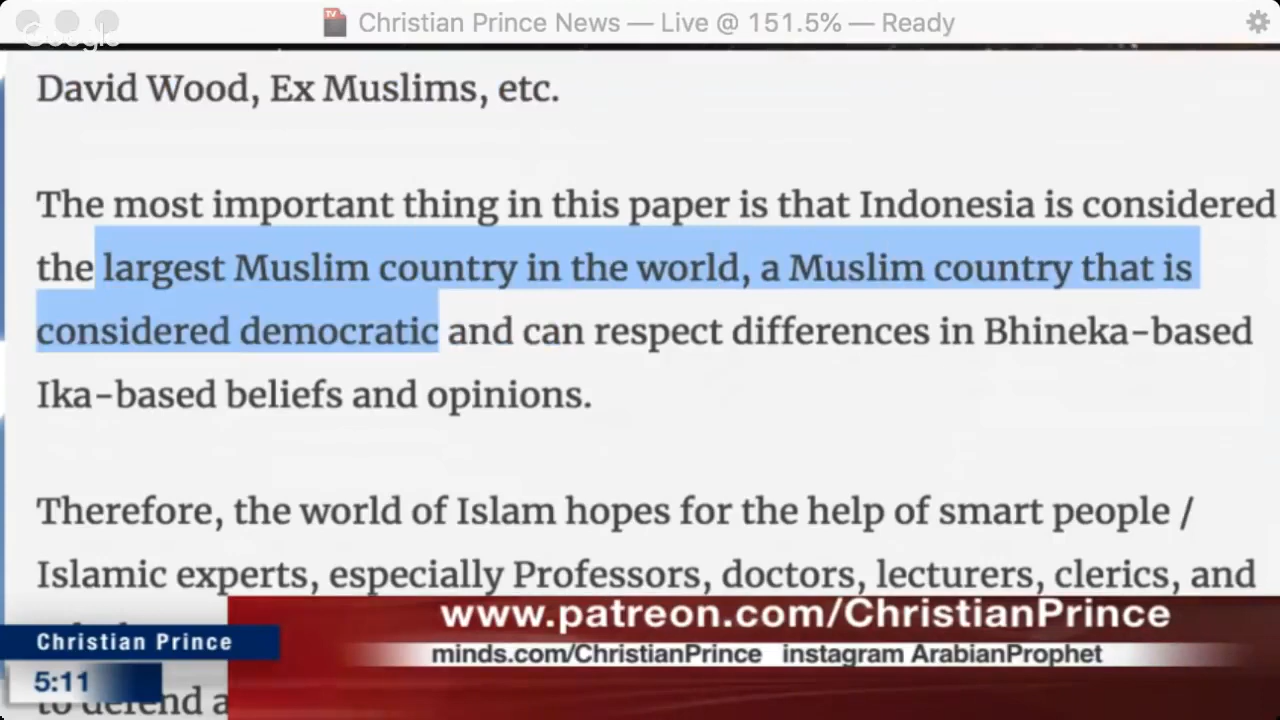 Christian Prince News — Live @ 151.5% — Ready
Google
David Wood, Ex Muslims, etc.
The most important thing in this paper is that Indonesia is considered
the largest Muslim country in the world, a Muslim country that is
considered democratic and can respect differences in Bhineka-based
Ika-based beliefs and opinions.
Therefore, the world of Islam hopes for the help of smart people /
Islamic experts, especially Professors, doctors, lecturers, clerics, and
to defend a
www.patreon.com/ChristianPrince
minds.com/ChristianPrince instagram ArabianProphet
Christian Prince
5:11